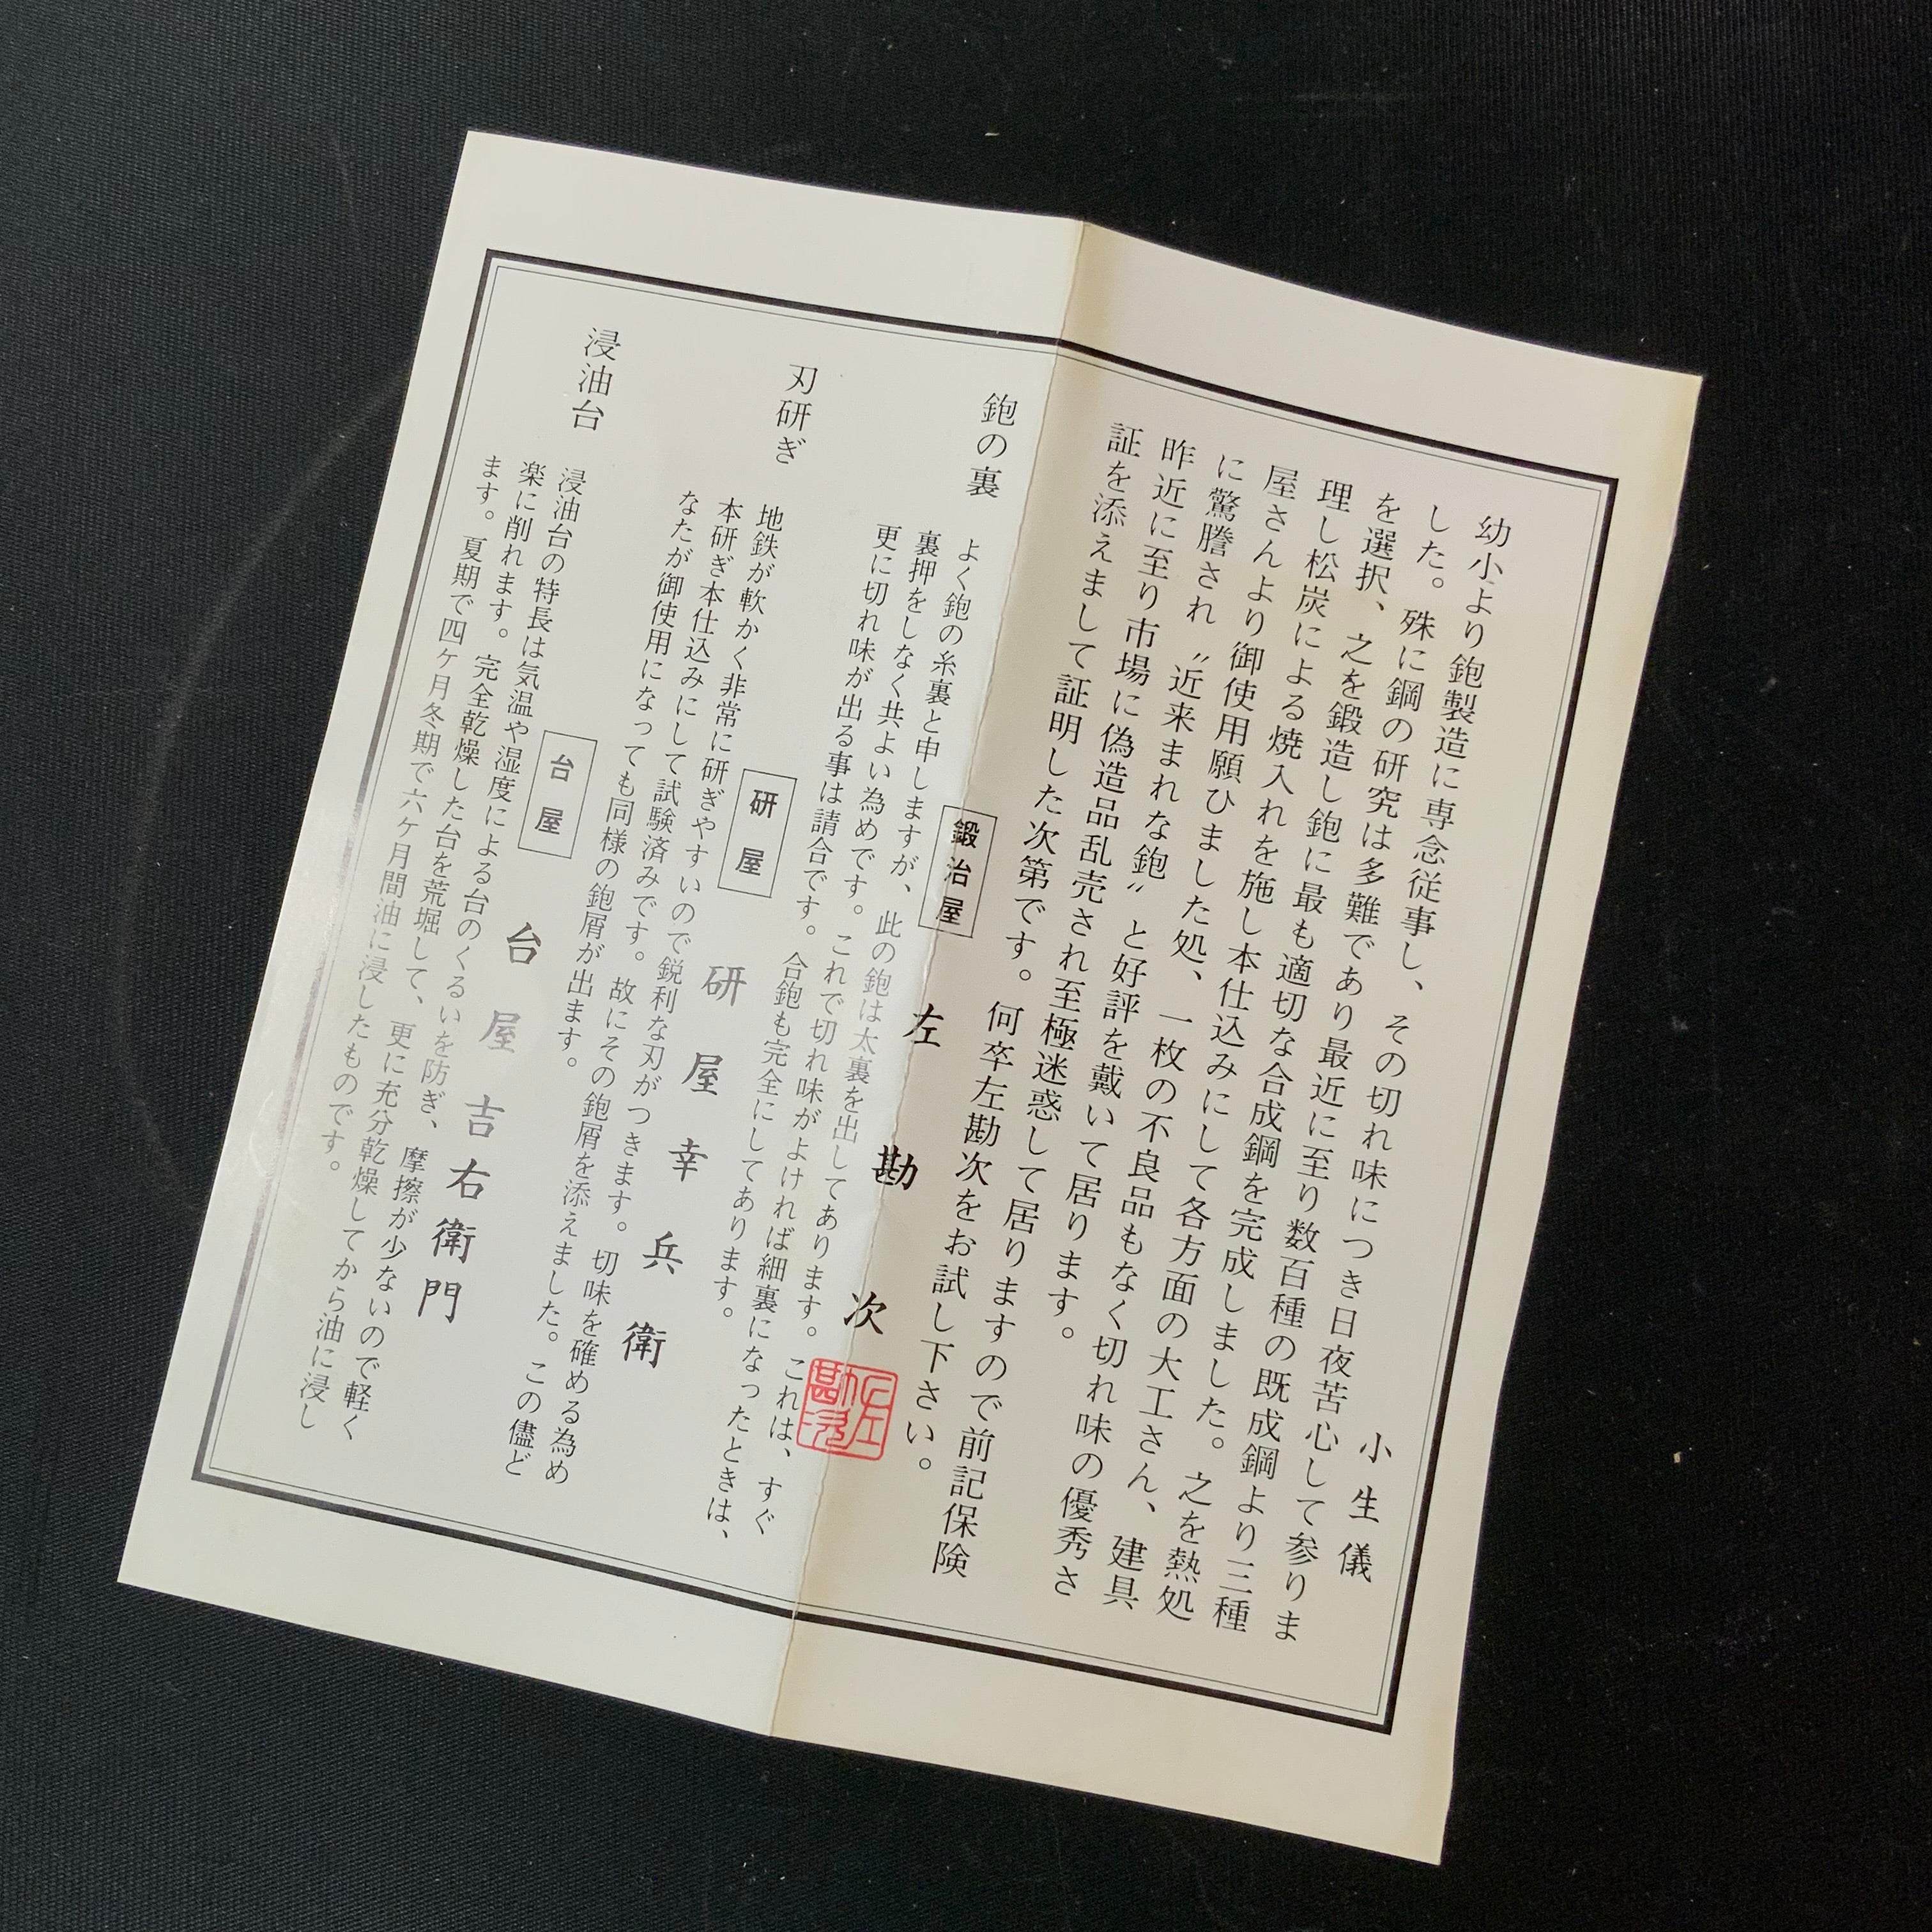 小生儀
幼小より鉋製造に専念従事し、その切れ味につき日夜苦心して参りま
した。殊に鋼の研究は多難であり最近に至り数百種の既成鋼より三種
を選択、之を鍛造し鉋に最も適切な合成鋼を完成しました。之を熱処
理し松炭による焼入れを施し本仕込みにして各方面の大工さん、建具
屋さんより御使用願ひました処、一枚の不良品もなく切れ味の優秀さ
に驚謄され〝近来まれな鉋〟と好評を戴いて居ります。
昨近に至り市場に偽造品乱売され至極迷惑して居りますので前記保険
証を添えまして証明した次第です。何卒左勘次をお試し下さい。
鍛冶屋 左勘次
左勘次
鉋の裏
よく鉋の糸裏と申しますが、此の鉋は太裏を出してあります。これは、すぐ
裏押をしなく共よい為めです。これで切れ味がよければ細裏になったときは、
更に切れ味が出る事は請合です。合鉋も完全にしてあります。
研屋 研屋幸兵衛
刃研ぎ
地鉄が軟かく非常に研ぎやすいので鋭利な刃がつきます。切味を確める為め
本研ぎ本仕込みにして試験済みです。故にその鉋屑を添えました。この儘ど
なたが御使用になっても同様の鉋屑が出ます。
台屋 台屋吉右衛門
浸油台
浸油台の特長は気温や湿度による台のくるいを防ぎ、摩擦が少ないので軽く
楽に削れます。完全乾燥した台を荒堀して、更に充分乾燥してから油に浸し
ます。夏期で四ヶ月冬期で六ヶ月間油に浸したものです。